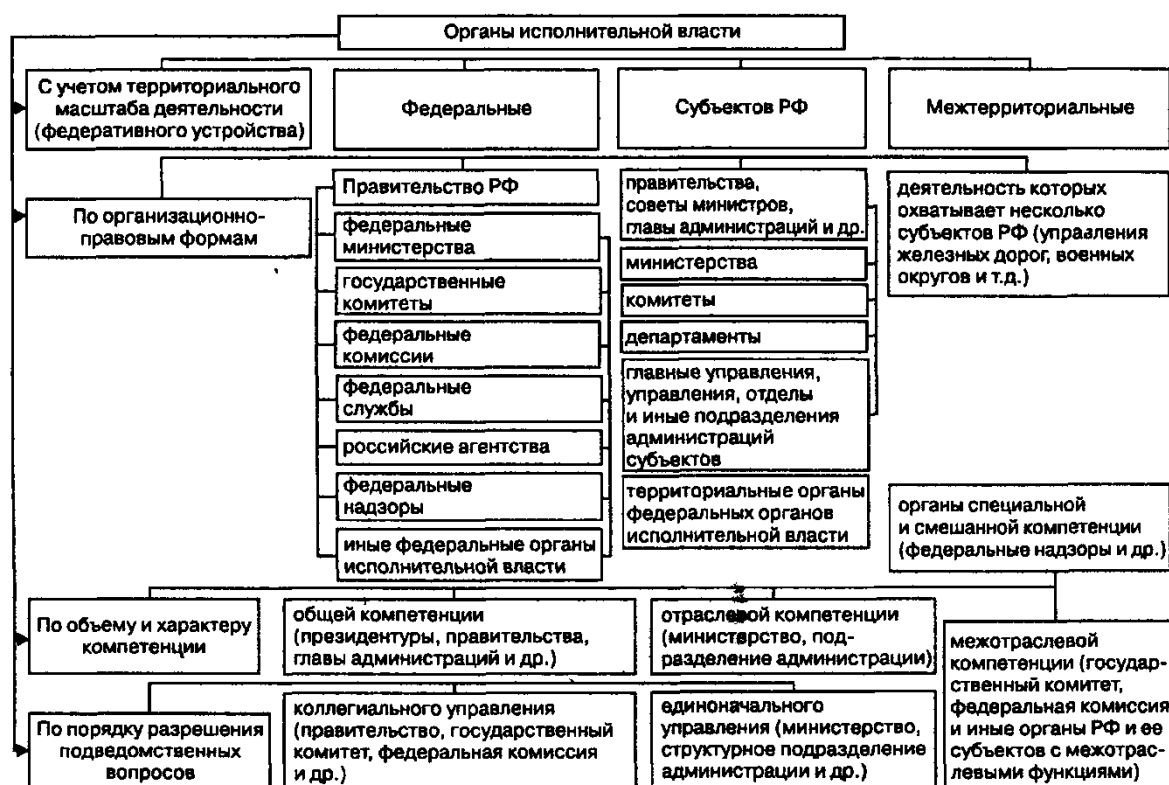 Органы исполнительной власти
С учетом территориального
масштаба деятельности
(федеративного устройства)
Федеральные
Субъектов РФ
Межтерриториальные
По организационно-
правовым формам
Правительство РФ
федеральные
министерства
государственные
комитеты
федеральные
комиссии
федеральные
службы
российские агентства
федеральные
надзоры
иные федеральные органы
исполнительной власти
правительства,
советы министров,
главы администраций и др.
министерства
комитеты
департаменты
главные управления,
управления, отделы
и иные подразделения
администраций
субъектов
территориальные органы
федеральных органов
исполнительной власти
деятельность которых
охватывает несколько
субъектов РФ (управления
железных дорог, военных
округов и т.д.)
органы специальной
и смешанной компетенции
(федеральные надзоры и др.)
По объему и характеру
компетенции
общей компетенции
(президентуры, правительства,
главы администраций и др.)
отраслевой компетенции
(министерство, под-
разделение администрации)
межотраслевой
компетенции (государ-
ственный комитет,
федеральная комиссия
и иные органы РФ и ее
субъектов с межотрас-
левыми функциями)
По порядку разрешения
подведомственных
вопросов
коллегиального управления
(правительство, государственный
комитет, федеральная комиссия
и др.)
единоначального
управления (министерство,
структурное подразделение
администрации и др.)